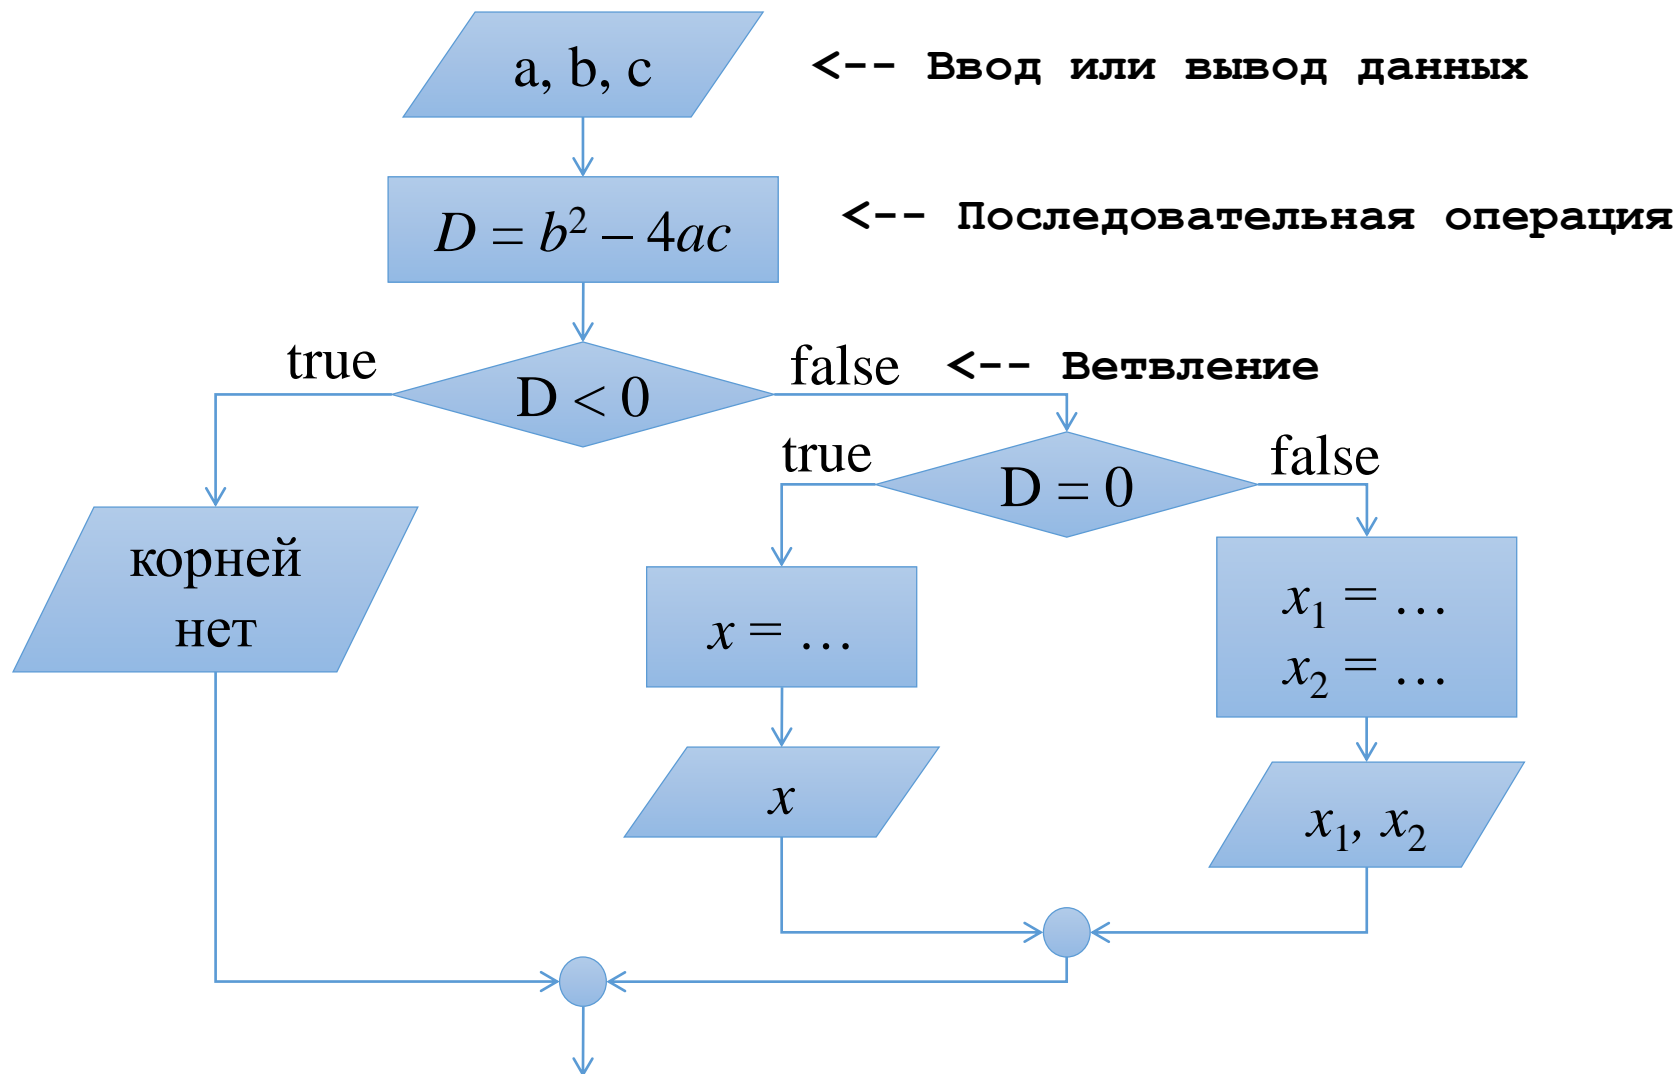 a, b, c <-- Ввод или вывод данных
D = b² – 4ac <-- Последовательная операция
true D < 0 false <-- Ветвление
true D = 0 false
корней
нет
x = …
x₁ = …
x₂ = …
x
x₁, x₂